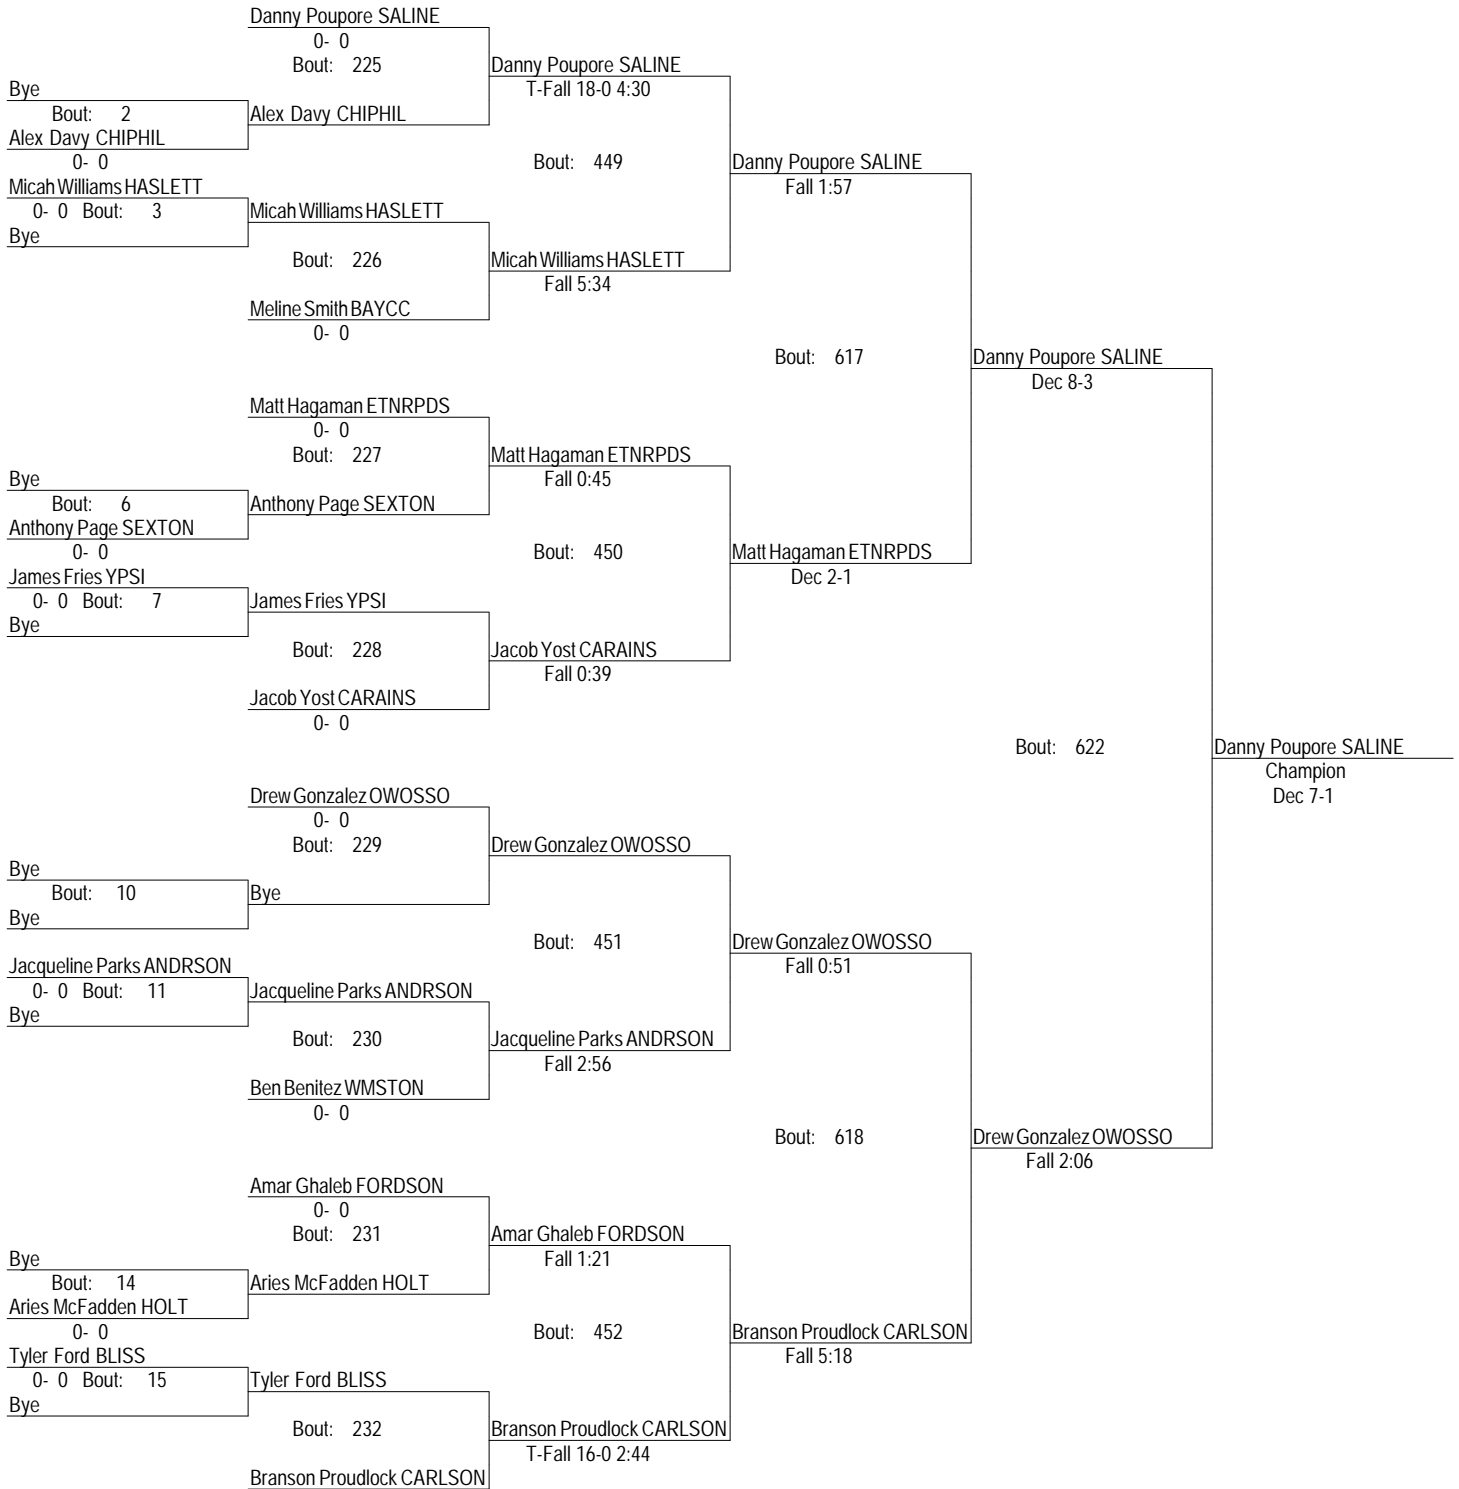 Danny Poupore SALINE
0- 0
Bout: 225
Danny Poupore SALINE
T-Fall 18-0 4:30
Bye
Bout: 2
Alex Davy CHIPHIL
Alex Davy CHIPHIL
0- 0
Bout: 449
Danny Poupore SALINE
Fall 1:57
Micah Williams HASLETT
0- 0 Bout: 3
Micah Williams HASLETT
Bye
Bout: 226
Micah Williams HASLETT
Fall 5:34
Meline Smith BAYCC
0- 0
Bout: 617
Danny Poupore SALINE
Dec 8-3
Matt Hagaman ETNRPDS
0- 0
Bout: 227
Matt Hagaman ETNRPDS
Fall 0:45
Bye
Bout: 6
Anthony Page SEXTON
Anthony Page SEXTON
0- 0
Bout: 450
Matt Hagaman ETNRPDS
Dec 2-1
James Fries YPSI
0- 0 Bout: 7
James Fries YPSI
Bye
Bout: 228
Jacob Yost CARAINS
Fall 0:39
Jacob Yost CARAINS
0- 0
Bout: 622
Danny Poupore SALINE
Champion
Dec 7-1
Drew Gonzalez OWOSSO
0- 0
Bout: 229
Drew Gonzalez OWOSSO
Bye
Bout: 10
Bye
Bye
Bout: 451
Drew Gonzalez OWOSSO
Fall 0:51
Jacqueline Parks ANDRSON
0- 0 Bout: 11
Jacqueline Parks ANDRSON
Bye
Bout: 230
Jacqueline Parks ANDRSON
Fall 2:56
Ben Benitez WMSTON
0- 0
Bout: 618
Drew Gonzalez OWOSSO
Fall 2:06
Amar Ghaleb FORDSON
0- 0
Bout: 231
Amar Ghaleb FORDSON
Fall 1:21
Bye
Bout: 14
Aries McFadden HOLT
Aries McFadden HOLT
0- 0
Bout: 452
Branson Proudlock CARLSON
Fall 5:18
Tyler Ford BLISS
0- 0 Bout: 15
Tyler Ford BLISS
Bye
Bout: 232
Branson Proudlock CARLSON
T-Fall 16-0 2:44
Branson Proudlock CARLSON